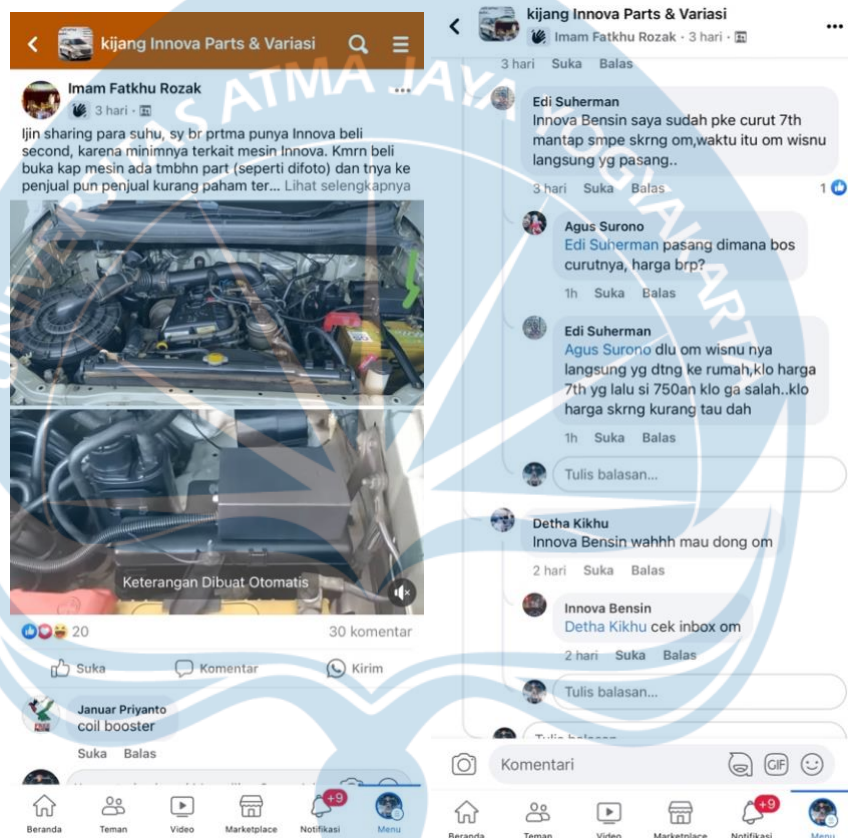 kijang Innova Parts & Variasi
Imam Fatkhu Rozak
3 hari ·
Ijin sharing para suhu, sy br prtma punya Innova beli
second, karena minimnya terkait mesin Innova. Kmrn beli
buka kap mesin ada tmbhn part (seperti difoto) dan tnya ke
penjual pun penjual kurang paham ter... Lihat selengkapnya
Keterangan Dibuat Otomatis
20
30 komentar
Suka
Komentar
Kirim
Januar Priyanto
coil booster
Suka Balas
Beranda
Teman
Video
Marketplace
+9
Notifikasi
Menu
kijang Innova Parts & Variasi
Imam Fatkhu Rozak · 3 hari ·
3 hari Suka Balas
Edi Suherman
Innova Bensin saya sudah pke curut 7th
mantap smpe skrng om,waktu itu om wisnu
langsung yg pasang..
3 hari Suka Balas
1
Agus Surono
Edi Suherman pasang dimana bos
curutnya, harga brp?
1h Suka Balas
Edi Suherman
Agus Surono dlu om wisnu nya
langsung yg dtng ke rumah,klo harga
7th yg lalu si 750an klo ga salah..klo
harga skrng kurang tau dah
1h Suka Balas
Tulis balasan...
Detha Kikhu
Innova Bensin wahhh mau dong om
2 hari Suka Balas
Innova Bensin
Detha Kikhu cek inbox om
2 hari Suka Balas
Tulis balasan...
Tulis balasan...
Komentari
GIF
Beranda
Teman
Video
Marketplace
+9
Notifikasi
Menu
UNIVERSITAS ATMA JAYA YOGYAKARTA